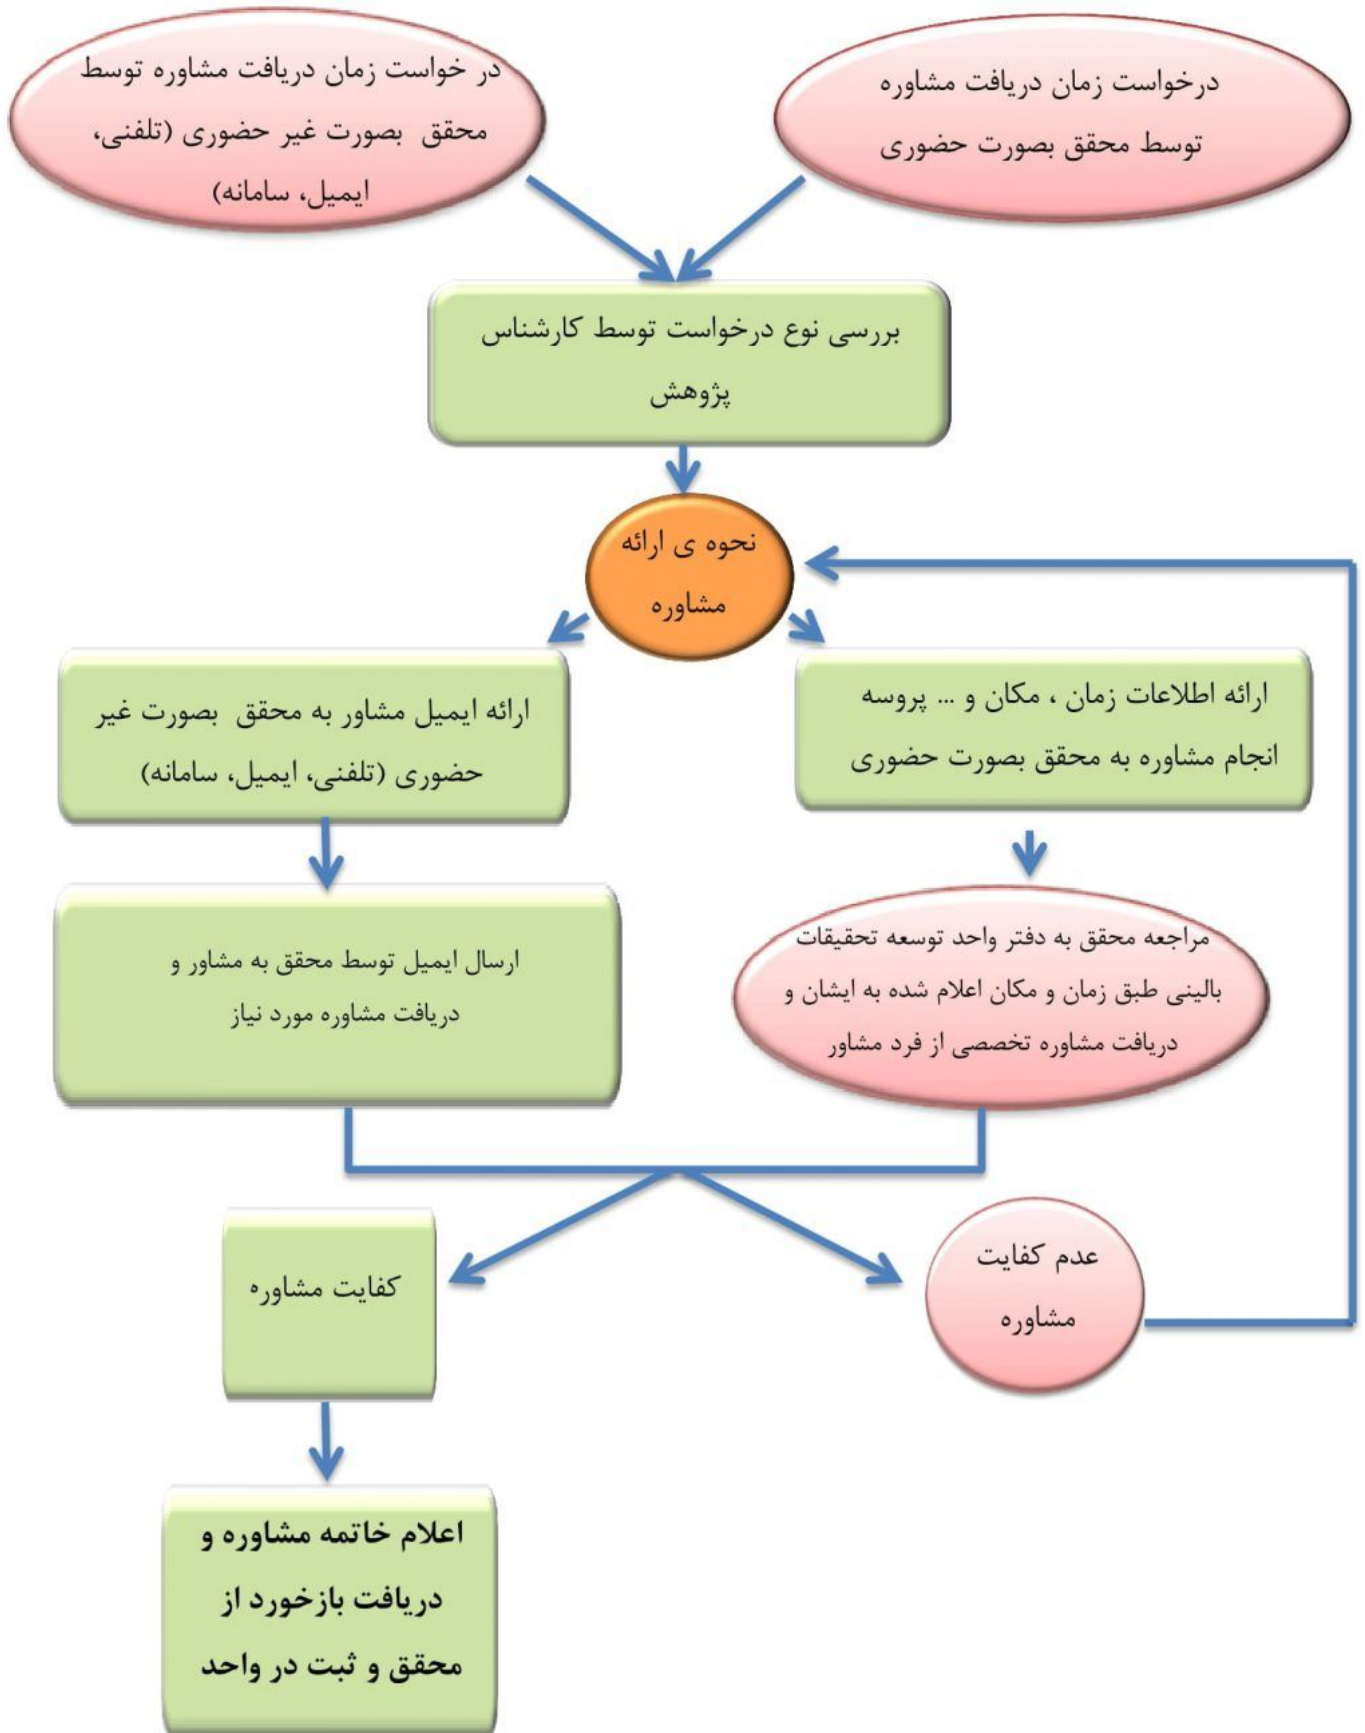 درخواست زمان دریافت مشاوره
توسط محقق بصورت حضوری
در خواست زمان دریافت مشاوره توسط
محقق بصورت غیر حضوری (تلفنی،
ایمیل، سامانه)
بررسی نوع درخواست توسط کارشناس
پژوهش
نحوه ی ارائه
مشاوره
ارائه اطلاعات زمان ، مکان و ... پروسه
انجام مشاوره به محقق بصورت حضوری
ارائه ایمیل مشاور به محقق بصورت غیر
حضوری (تلفنی، ایمیل، سامانه)
مراجعه محقق به دفتر واحد توسعه تحقیقات
بالینی طبق زمان و مکان اعلام شده به ایشان و
دریافت مشاوره تخصصی از فرد مشاور
ارسال ایمیل توسط محقق به مشاور و
دریافت مشاوره مورد نیاز
عدم کفایت
مشاوره
کفایت مشاوره
اعلام خاتمه مشاوره و
دریافت بازخورد از
محقق و ثبت در واحد